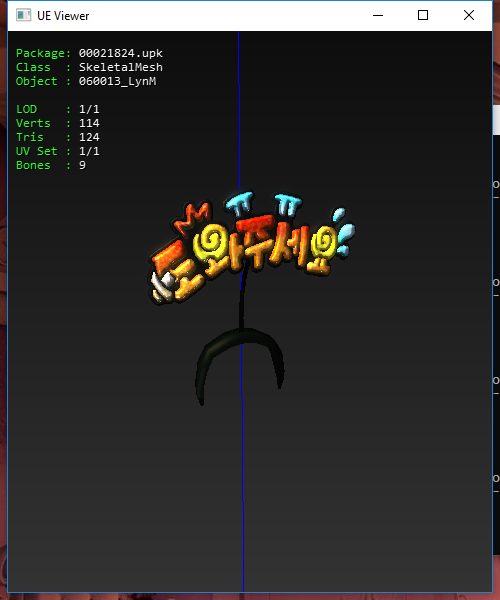 UE Viewer
Package: 00021824.upk
Class : SkeletalMesh
Object : 060013_LynM
LOD : 1/1
Verts : 114
Tris : 124
UV Set : 1/1
Bones : 9
ㅠㅠ
도와주세요